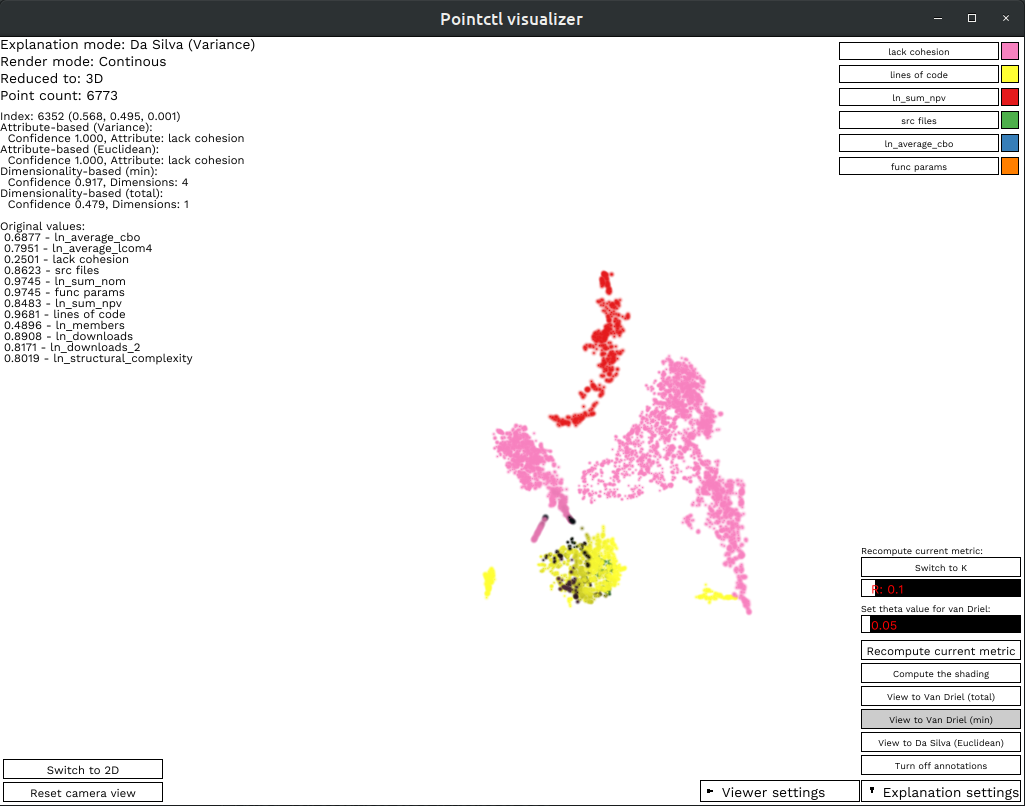 Pointctl visualizer
Explanation mode: Da Silva (Variance)
Render mode: Continous
Reduced to: 3D
Point count: 6773
Index: 6352 (0.568, 0.495, 0.001)
Attribute-based (Variance):
Confidence 1.000, Attribute: lack cohesion
Attribute-based (Euclidean):
Confidence 1.000, Attribute: lack cohesion
Dimensionality-based (min):
Confidence 0.917, Dimensions: 4
Dimensionality-based (total):
Confidence 0.479, Dimensions: 1
Original values:
0.6877 - ln_average_cbo
0.7951 - ln_average_lcom4
0.2501 - lack cohesion
0.8623 - src files
0.9745 - ln_sum_nom
0.9745 - func params
0.8483 - ln_sum_npv
0.9681 - lines of code
0.4896 - ln_members
0.8908 - ln_downloads
0.8171 - ln_downloads_2
0.8019 - ln_structural_complexity
lack cohesion
lines of code
ln_sum_npv
src files
ln_average_cbo
func params
Recompute current metric:
Switch to K
R: 0.1
Set theta value for van Driel:
0.05
Recompute current metric
Compute the shading
View to Van Driel (total)
View to Van Driel (min)
View to Da Silva (Euclidean)
Turn off annotations
Switch to 2D
Reset camera view
Viewer settings
Explanation settings